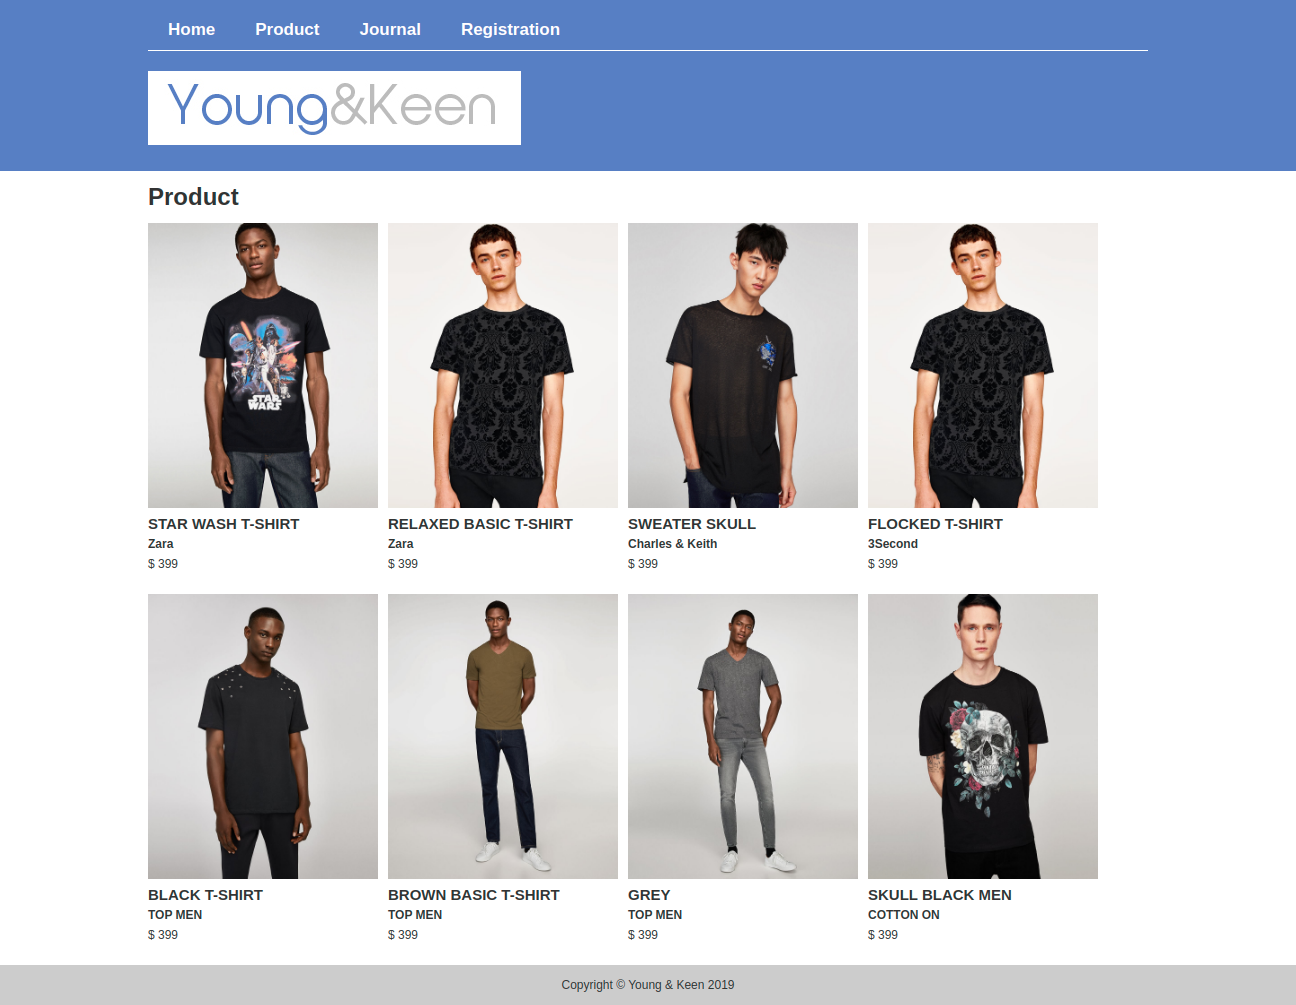 Home Product Journal Registration
Young&Keen
Product
STAR WARS
STAR WASH T-SHIRT
Zara
$ 399
RELAXED BASIC T-SHIRT
Zara
$ 399
SWEATER SKULL
Charles & Keith
$ 399
FLOCKED T-SHIRT
3Second
$ 399
BLACK T-SHIRT
TOP MEN
$ 399
BROWN BASIC T-SHIRT
TOP MEN
$ 399
GREY
TOP MEN
$ 399
SKULL BLACK MEN
COTTON ON
$ 399
Copyright © Young & Keen 2019